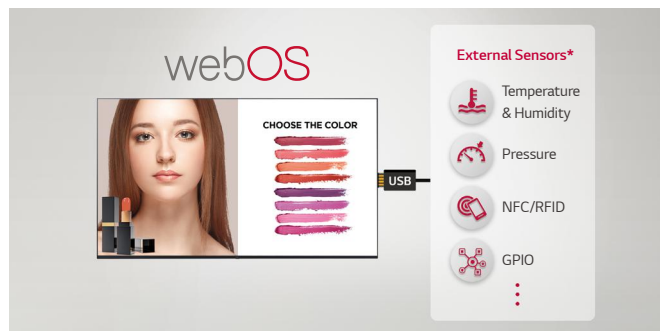 webOS
CHOOSE THE COLOR
USB
External Sensors*
Temperature
& Humidity
Pressure
NFC/RFID
GPIO